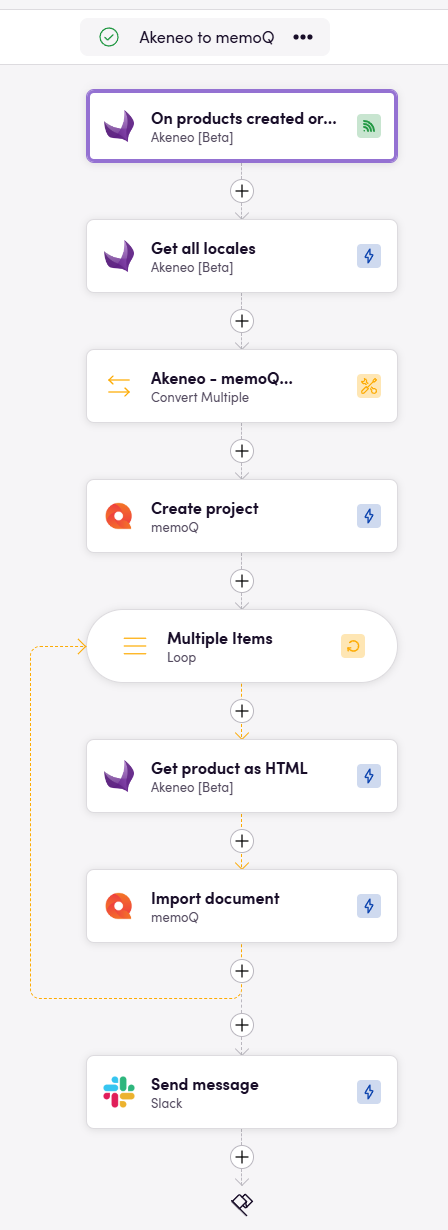 Akeneo to memoQ
On products created or...
Akeneo [Beta]
Get all locales
Akeneo [Beta]
Akeneo - memoQ...
Convert Multiple
Create project
memoQ
Multiple Items
Loop
Get product as HTML
Akeneo [Beta]
Import document
memoQ
Send message
Slack